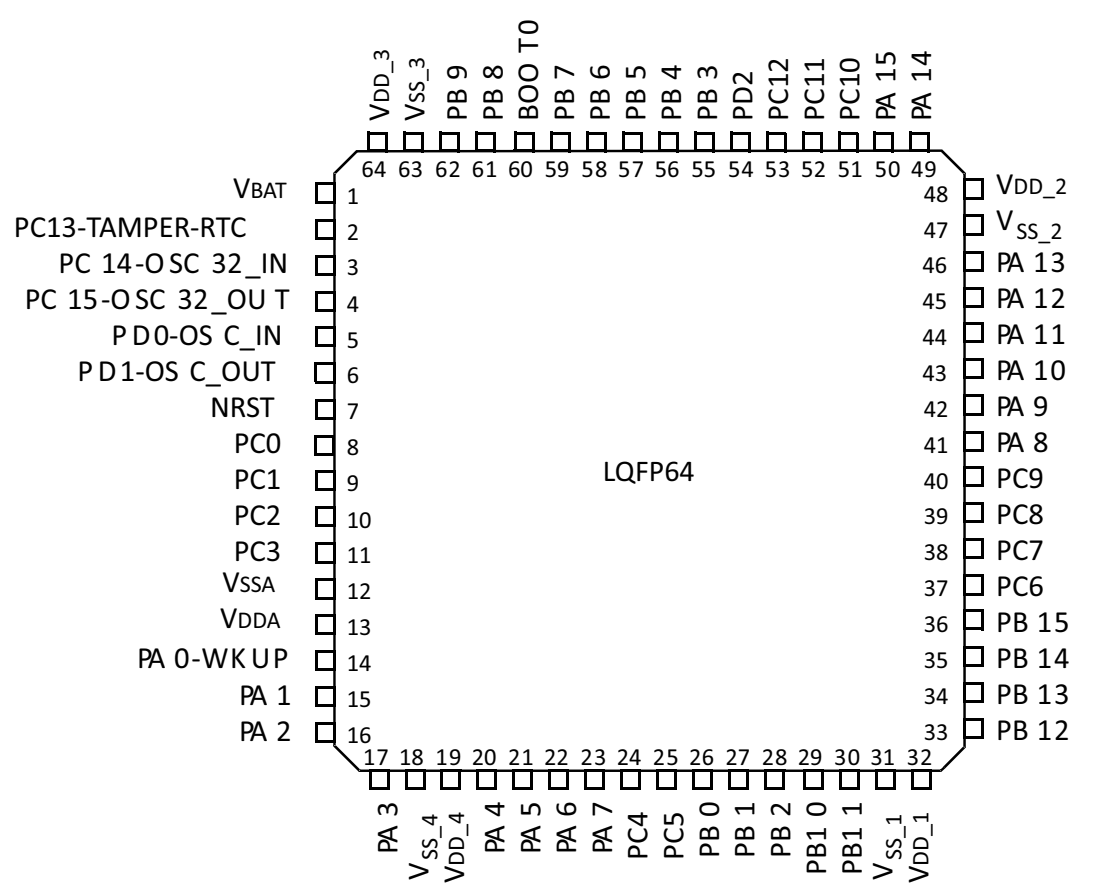 VDD_3
VSS_3
PB 9
PB 8
BOO T0
PB 7
PB 6
PB 5
PB 4
PB 3
PD2
PC12
PC11
PC10
PA 15
PA 14
64 63 62 61 60 59 58 57 56 55 54 53 52 51 50 49
VBAT 1
PC13-TAMPER-RTC 2
PC 14-O SC 32_IN 3
PC 15-O SC 32_OU T 4
P D0-OS C_IN 5
P D1-OS C_OUT 6
NRST 7
PC0 8
PC1 9
PC2 10
PC3 11
VSSA 12
VDDA 13
PA 0-WK UP 14
PA 1 15
PA 2 16
LQFP64
48 VDD_2
47 VSS_2
46 PA 13
45 PA 12
44 PA 11
43 PA 10
42 PA 9
41 PA 8
40 PC9
39 PC8
38 PC7
37 PC6
36 PB 15
35 PB 14
34 PB 13
33 PB 12
17 18 19 20 21 22 23 24 25 26 27 28 29 30 31 32
PA 3
VSS_4
VDD_4
PA 4
PA 5
PA 6
PA 7
PC4
PC5
PB 0
PB 1
PB 2
PB1 0
PB1 1
VSS_1
VDD_1